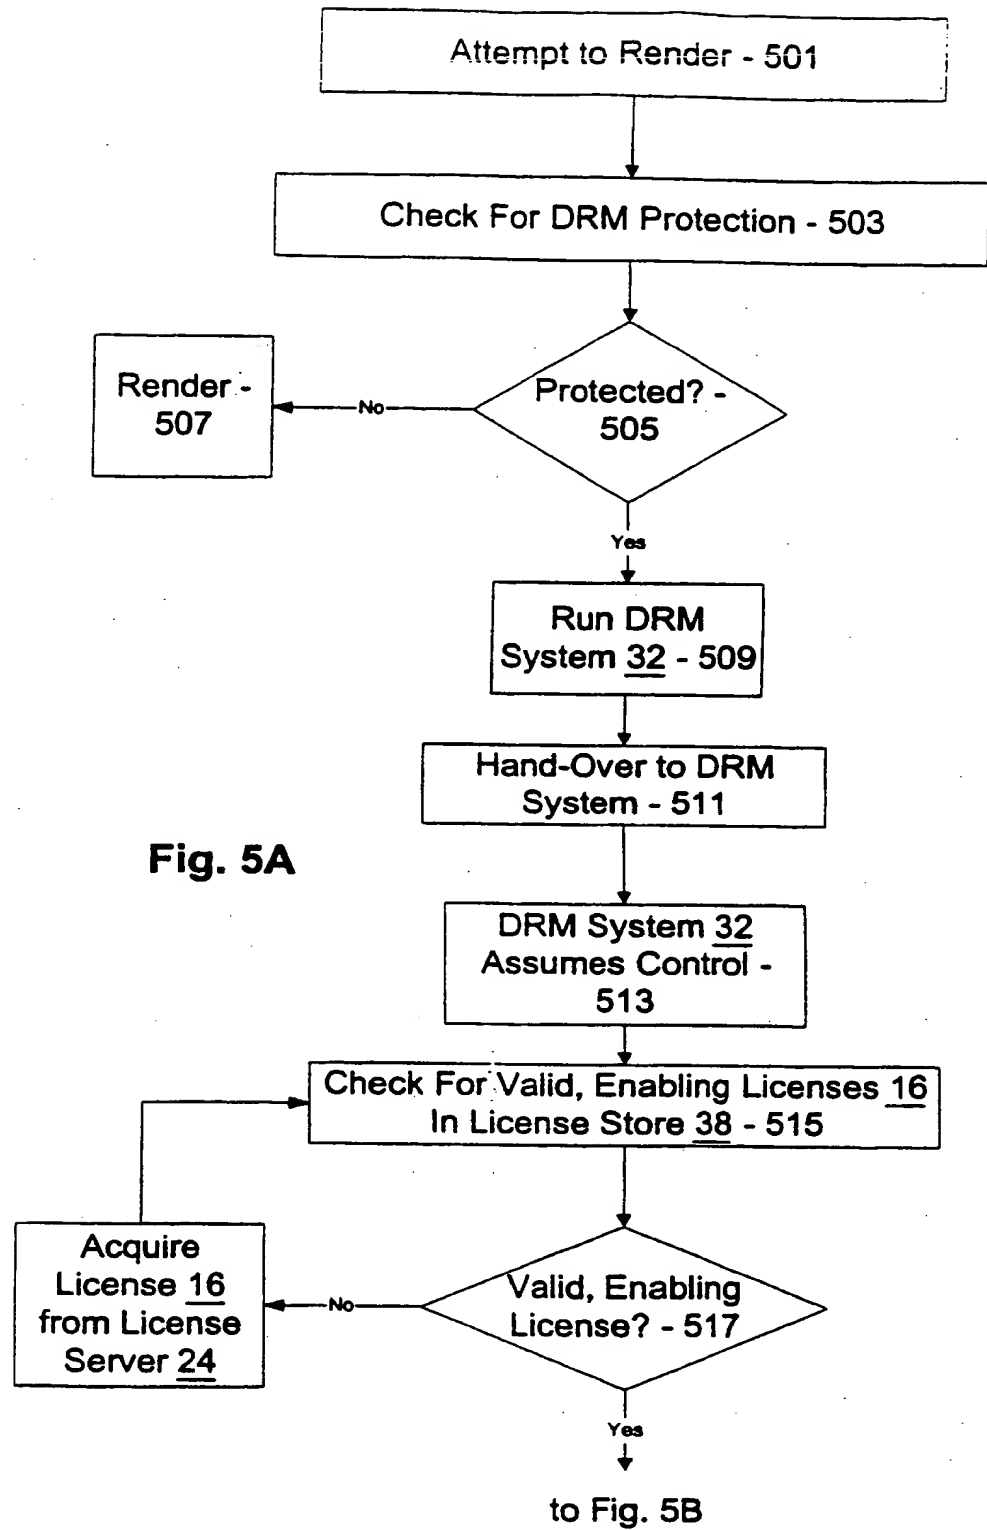 Attempt to Render - 501
Check For DRM Protection - 503
Render -
507
No
Protected? -
505
Yes
Run DRM
System 32 - 509
Hand-Over to DRM
System - 511
Fig. 5A
DRM System 32
Assumes Control -
513
Check For Valid, Enabling Licenses 16
In License Store 38 - 515
Acquire
License 16
from License
Server 24
No
Valid, Enabling
License? - 517
Yes
to Fig. 5B